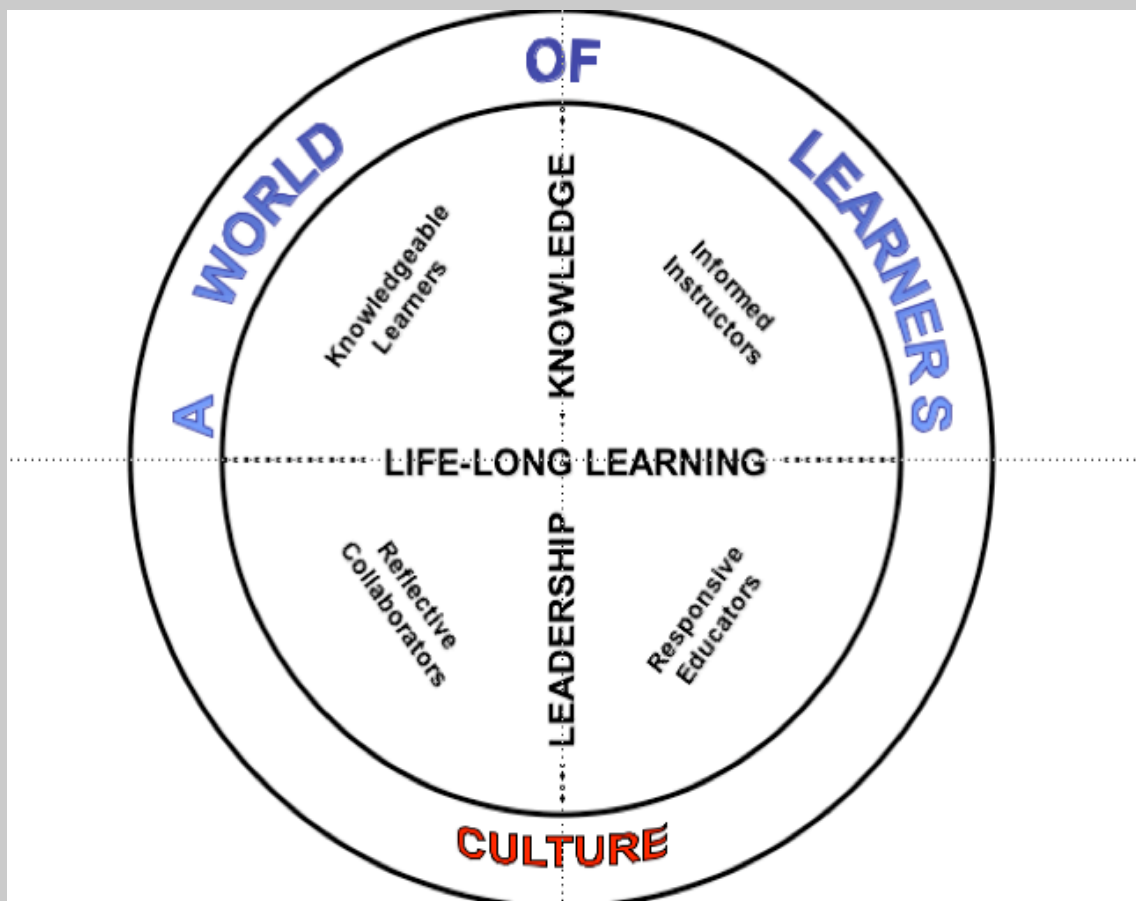 A WORLD OF LEARNERS
KNOWLEDGE
Knowledgeable
Learners
Informed
Instructors
LIFE-LONG LEARNING
LEADERSHIP
Reflective
Collaborators
Responsive
Educators
CULTURE